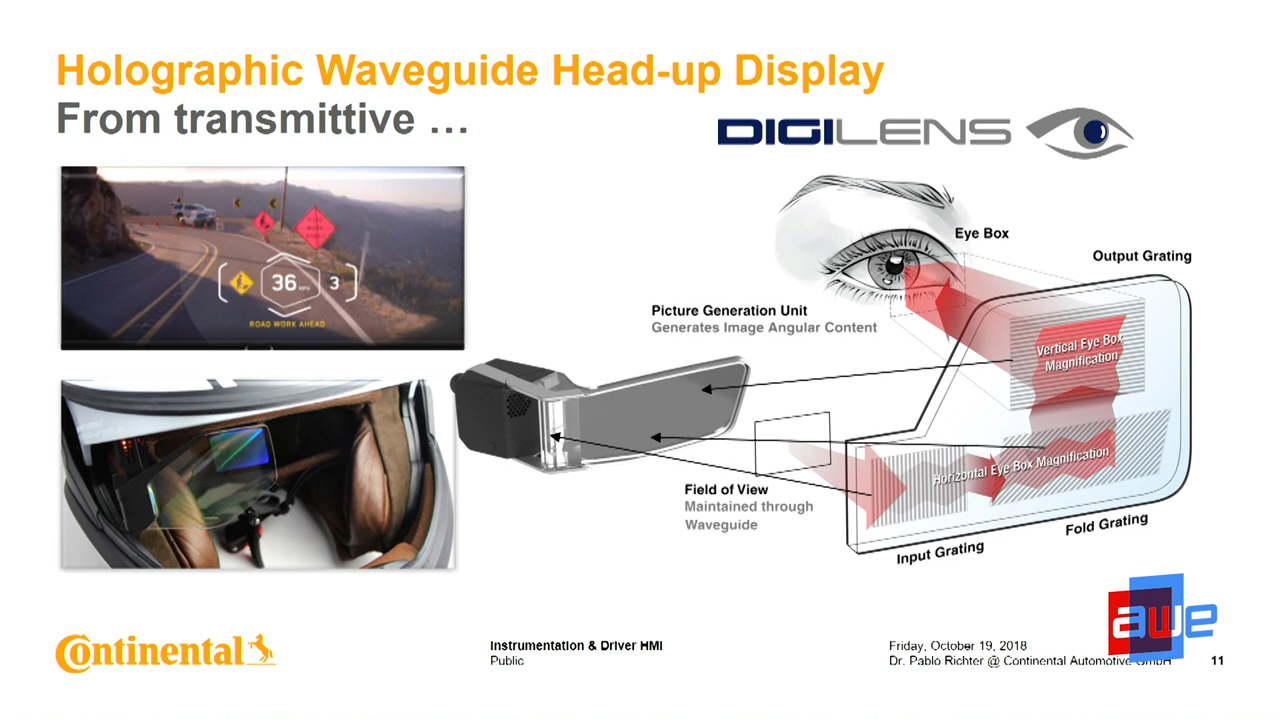 Holographic Waveguide Head-up Display
From transmittive …
DIGILENS
36 MPH
3
ROAD WORK AHEAD
Eye Box
Output Grating
Picture Generation Unit
Generates Image Angular Content
Vertical Eye Box
Magnification
Horizontal Eye Box Magnification
Field of View
Maintained through
Waveguide
Fold Grating
Input Grating
awe
Continental
Instrumentation & Driver HMI
Public
Friday, October 19, 2018
Dr. Pablo Richter @ Continental Automotive GmbH
11